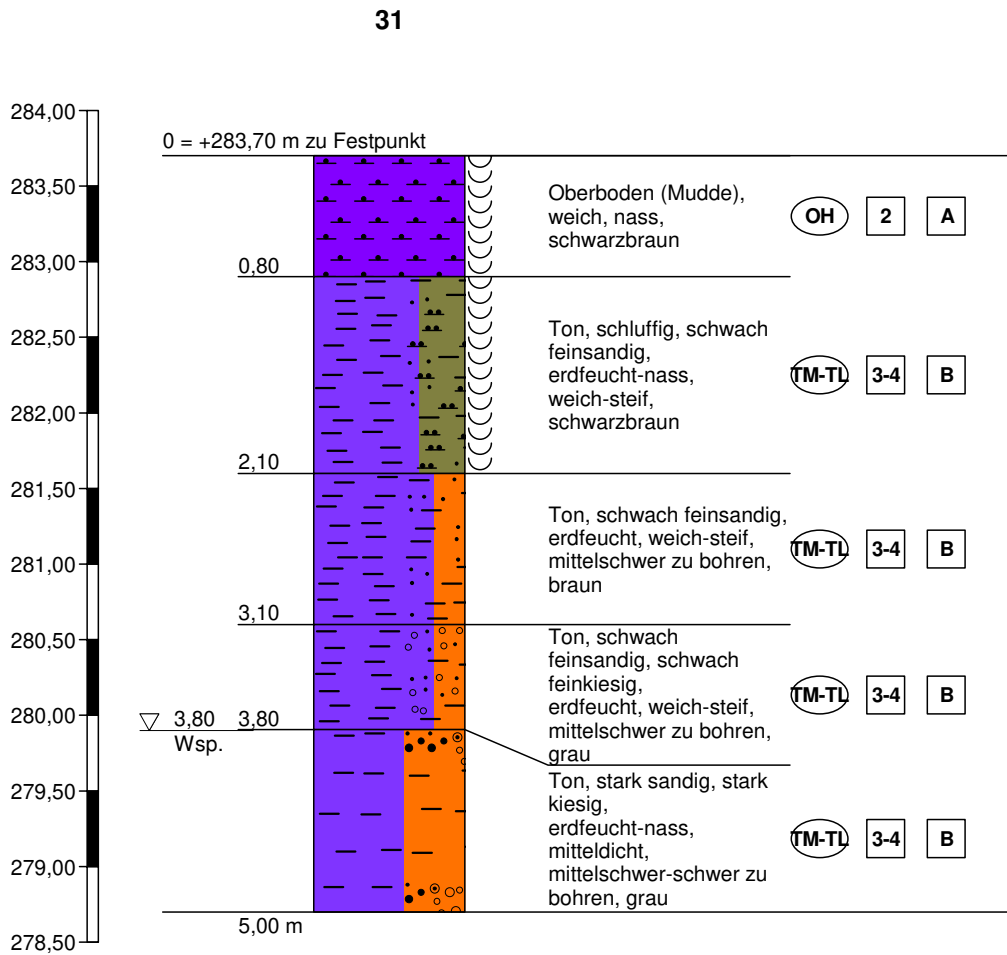 31
284,00
0 = +283,70 m zu Festpunkt
283,50
Oberboden (Mudde),
weich, nass,
schwarzbraun
OH 2 A
283,00
0,80
282,50
Ton, schluffig, schwach
feinsandig,
erdfeucht-nass,
weich-steif,
schwarzbraun
TM-TL 3-4 B
282,00
2,10
281,50
Ton, schwach feinsandig,
erdfeucht, weich-steif,
mittelschwer zu bohren,
braun
TM-TL 3-4 B
281,00
3,10
280,50
Ton, schwach
feinsandig, schwach
feinkiesig,
erdfeucht, weich-steif,
mittelschwer zu bohren,
grau
TM-TL 3-4 B
280,00
3,80 3,80
Wsp.
279,50
Ton, stark sandig, stark
kiesig,
erdfeucht-nass,
mitteldicht,
mittelschwer-schwer zu
bohren, grau
TM-TL 3-4 B
279,00
5,00 m
278,50